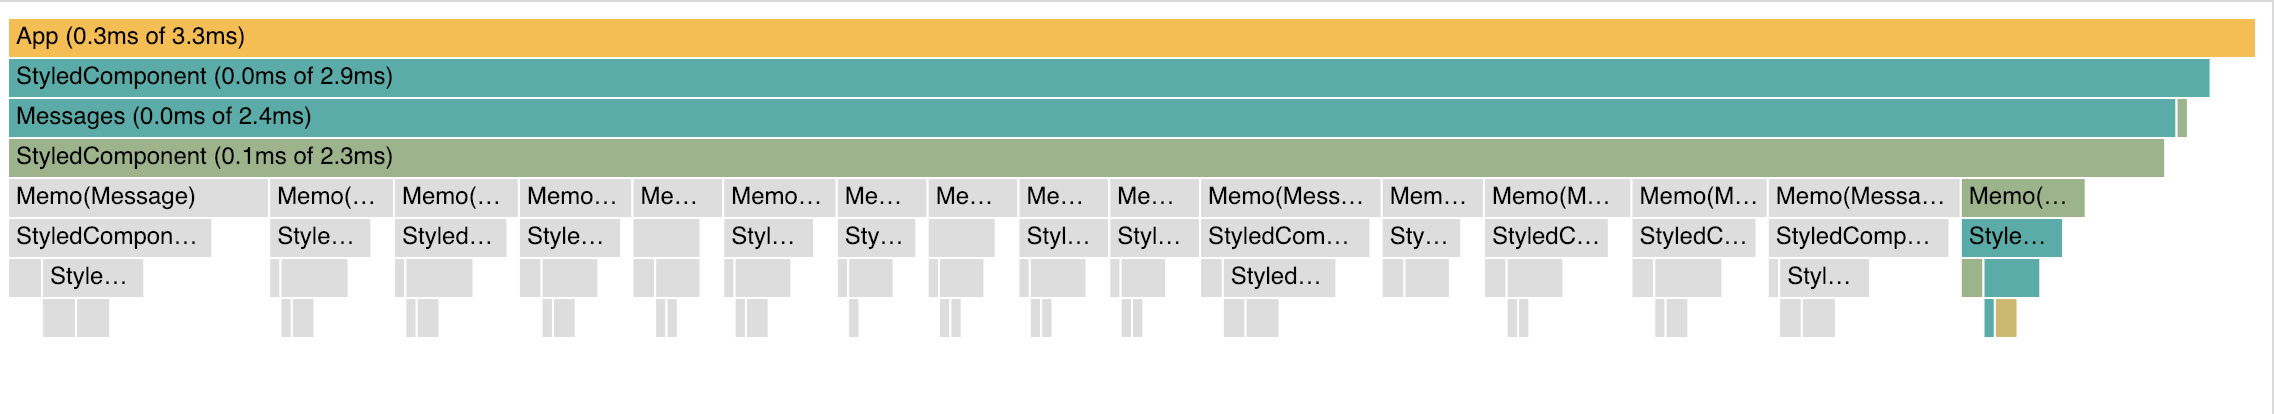 App (0.3ms of 3.3ms)
StyledComponent (0.0ms of 2.9ms)
Messages (0.0ms of 2.4ms)
StyledComponent (0.1ms of 2.3ms)
Memo(Message) Memo(… Memo(… Memo… Me… Memo… Me… Me… Me… Me… Memo(Mess… Mem… Memo(M… Memo(M… Memo(Messa… Memo(…
StyledCompon… Style… Styled… Style… Styl… Sty… Styl… Styl… StyledCom… Sty… StyledC… StyledC… StyledComp… Style…
Style… Styled… Styl…